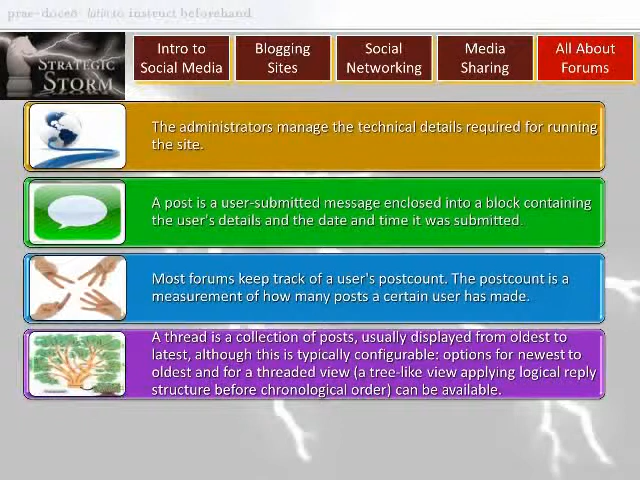 prae-doceō latin to instruct beforehand
STRATEGIC
STORM
Intro to
Social Media
Blogging
Sites
Social
Networking
Media
Sharing
All About
Forums
The administrators manage the technical details required for running
the site.
A post is a user-submitted message enclosed into a block containing
the user's details and the date and time it was submitted.
Most forums keep track of a user's postcount. The postcount is a
measurement of how many posts a certain user has made.
A thread is a collection of posts, usually displayed from oldest to
latest, although this is typically configurable: options for newest to
oldest and for a threaded view (a tree-like view applying logical reply
structure before chronological order) can be available.